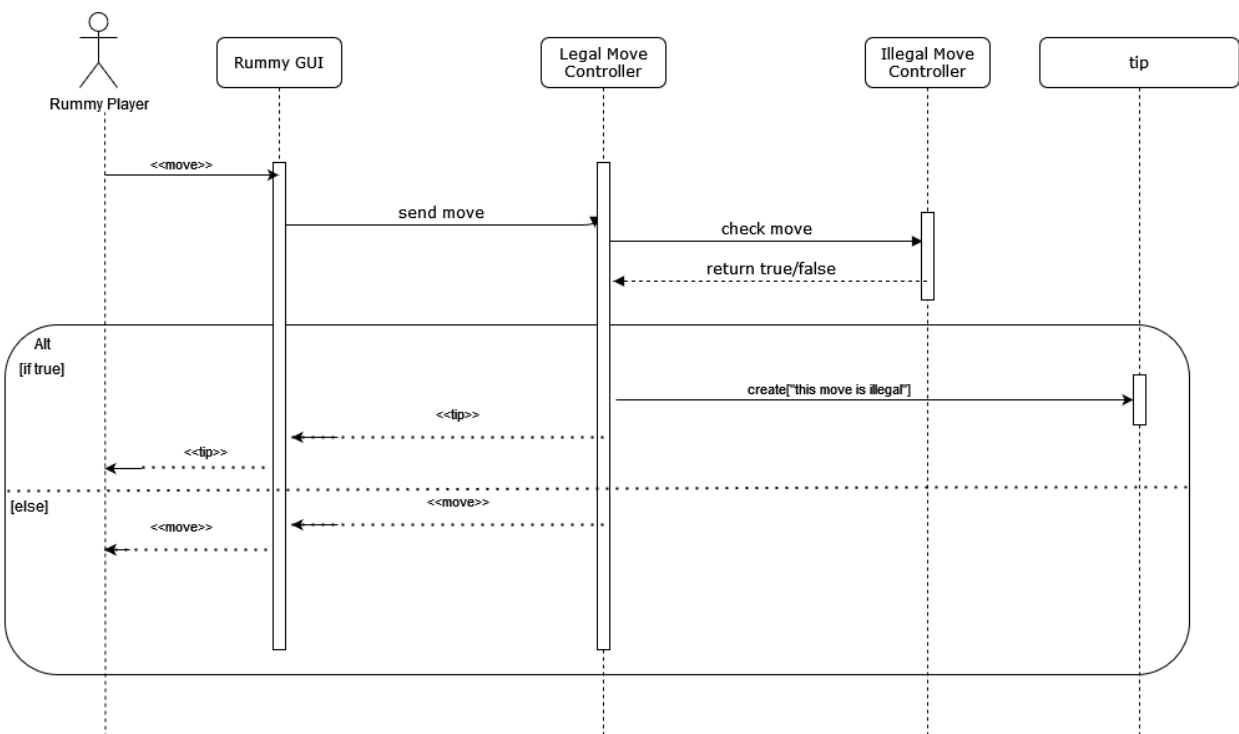 Rummy Player
Rummy GUI
Legal Move
Controller
Illegal Move
Controller
tip
<<move>>
send move
check move
return true/false
Alt
[if true]
create["this move is illegal"]
<<tip>>
<<tip>>
[else]
<<move>>
<<move>>